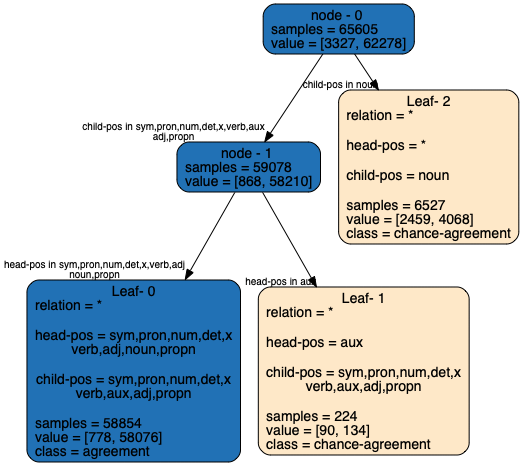 node - 0
samples = 65605
value = [3327, 62278]
child-pos in noun
child-pos in sym,pron,num,det,x,verb,aux
adj,propn
Leaf- 2
relation = *
head-pos = *
child-pos = noun
samples = 6527
value = [2459, 4068]
class = chance-agreement
node - 1
samples = 59078
value = [868, 58210]
head-pos in sym,pron,num,det,x,verb,adj
noun,propn
head-pos in aux
Leaf- 0
relation = *
head-pos = sym,pron,num,det,x
verb,adj,noun,propn
child-pos = sym,pron,num,det,x
verb,aux,adj,propn
samples = 58854
value = [778, 58076]
class = agreement
Leaf- 1
relation = *
head-pos = aux
child-pos = sym,pron,num,det,x
verb,aux,adj,propn
samples = 224
value = [90, 134]
class = chance-agreement